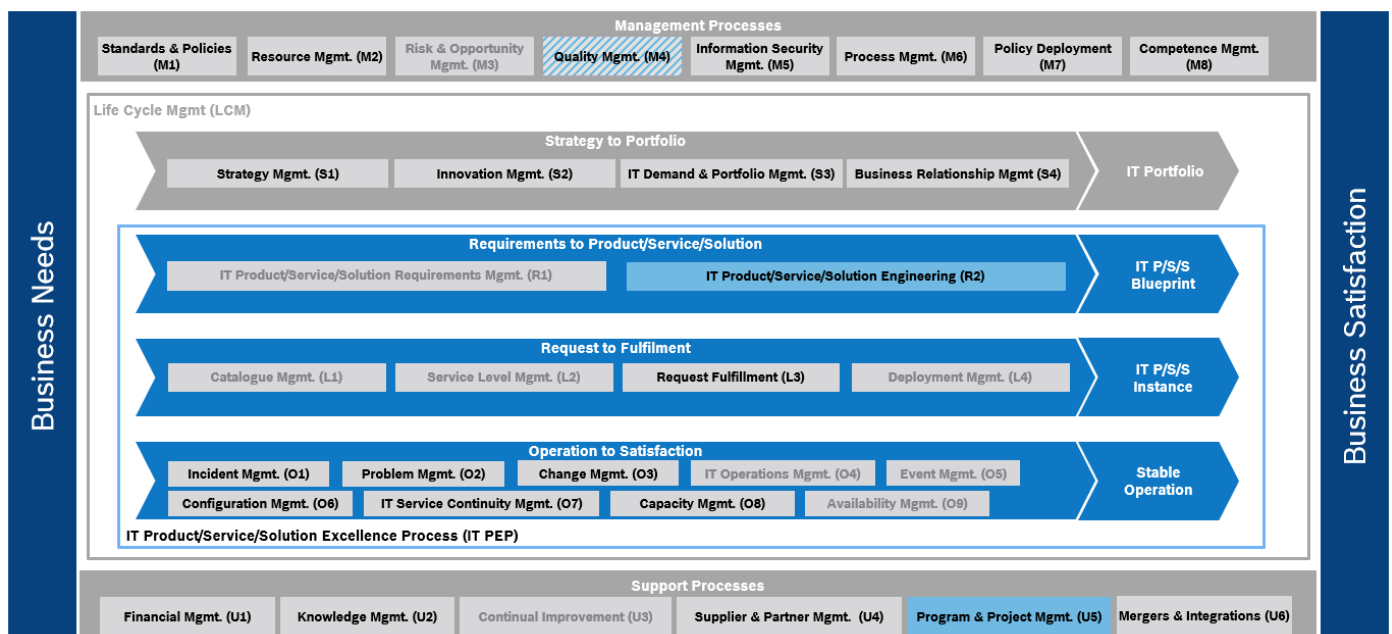 Business Needs
Management Processes
Standards & Policies
(M1)
Resource Mgmt. (M2)
Risk & Opportunity
Mgmt. (M3)
Quality Mgmt. (M4)
Information Security
Mgmt. (M5)
Process Mgmt. (M6)
Policy Deployment
(M7)
Competence Mgmt.
(M8)
Life Cycle Mgmt (LCM)
Strategy to Portfolio
Strategy Mgmt. (S1)
Innovation Mgmt. (S2)
IT Demand & Portfolio Mgmt. (S3)
Business Relationship Mgmt (S4)
IT Portfolio
Requirements to Product/Service/Solution
IT Product/Service/Solution Requirements Mgmt. (R1)
IT Product/Service/Solution Engineering (R2)
IT P/S/S
Blueprint
Request to Fulfilment
Catalogue Mgmt. (L1)
Service Level Mgmt. (L2)
Request Fulfillment (L3)
Deployment Mgmt. (L4)
IT P/S/S
Instance
Operation to Satisfaction
Incident Mgmt. (O1)
Problem Mgmt. (O2)
Change Mgmt. (O3)
IT Operations Mgmt. (O4)
Event Mgmt. (O5)
Configuration Mgmt. (O6)
IT Service Continuity Mgmt. (O7)
Capacity Mgmt. (O8)
Availability Mgmt. (O9)
Stable
Operation
IT Product/Service/Solution Excellence Process (IT PEP)
Support Processes
Financial Mgmt. (U1)
Knowledge Mgmt. (U2)
Continual Improvement (U3)
Supplier & Partner Mgmt. (U4)
Program & Project Mgmt. (U5)
Mergers & Integrations (U6)
Business Satisfaction